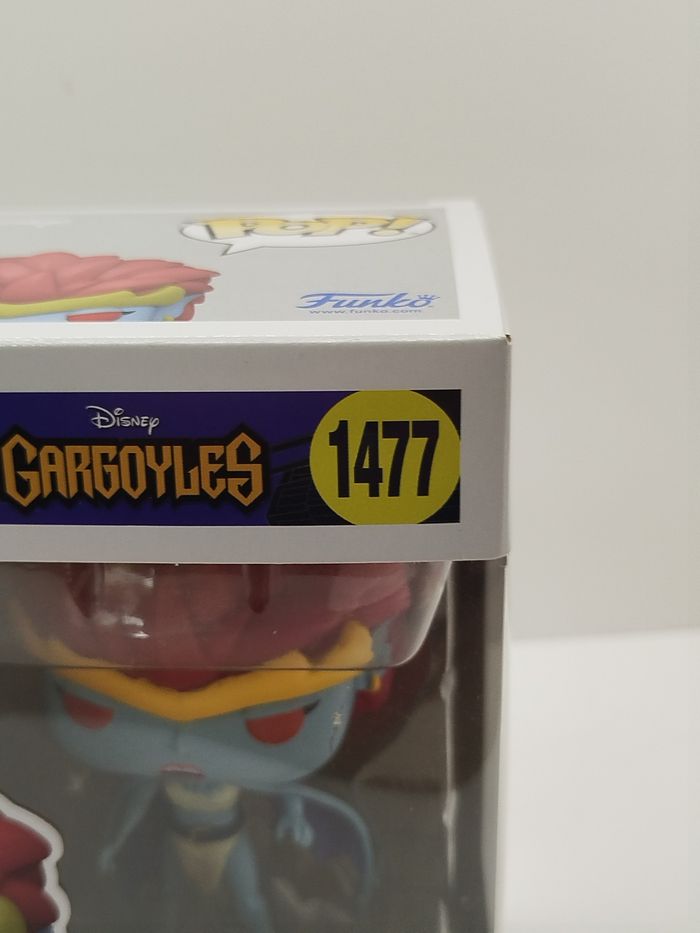 POP!
Funko
www.funko.com
Disney
GARGOYLES
1477